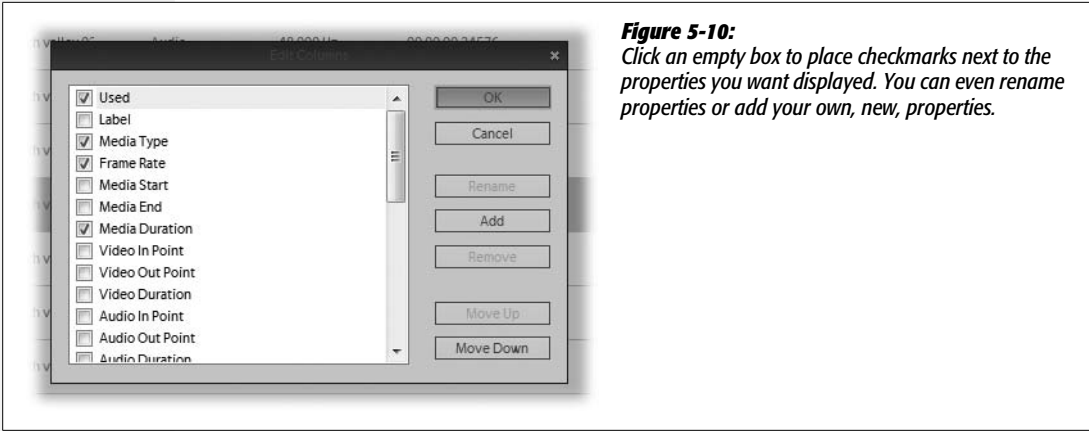 Audio
Edit Columns
Used
Label
Media Type
Frame Rate
Media Start
Media End
Media Duration
Video In Point
Video Out Point
Video Duration
Audio In Point
Audio Out Point
Audio Duration
OK
Cancel
Rename
Add
Remove
Move Up
Move Down
Figure 5-10:
Click an empty box to place checkmarks next to the
properties you want displayed. You can even rename
properties or add your own, new, properties.